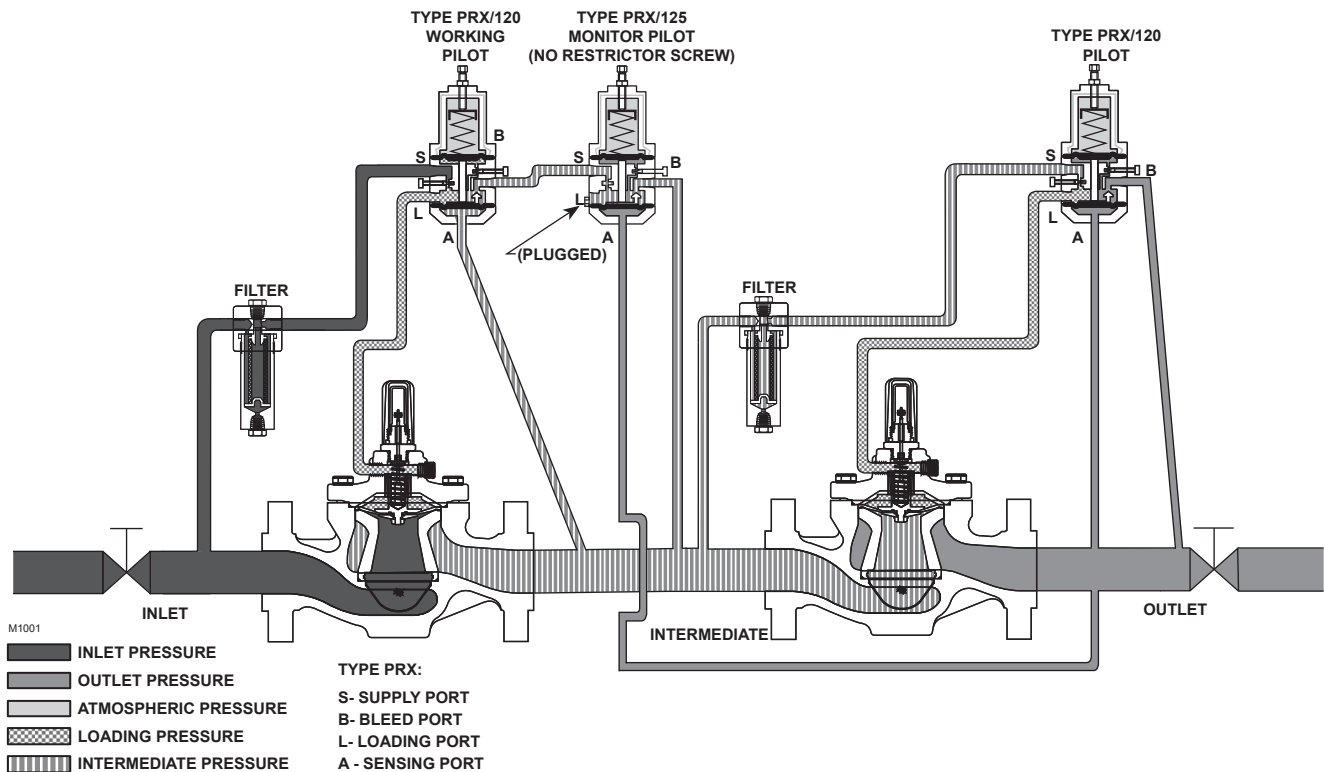 TYPE PRX/120
WORKING
PILOT
TYPE PRX/125
MONITOR PILOT
(NO RESTRICTOR SCREW)
TYPE PRX/120
PILOT
B
S
L
A
S
B
L
A
(PLUGGED)
S
B
L
A
FILTER
FILTER
INLET
INTERMEDIATE
OUTLET
M1001
INLET PRESSURE
OUTLET PRESSURE
ATMOSPHERIC PRESSURE
LOADING PRESSURE
INTERMEDIATE PRESSURE
TYPE PRX:
S- SUPPLY PORT
B- BLEED PORT
L- LOADING PORT
A - SENSING PORT